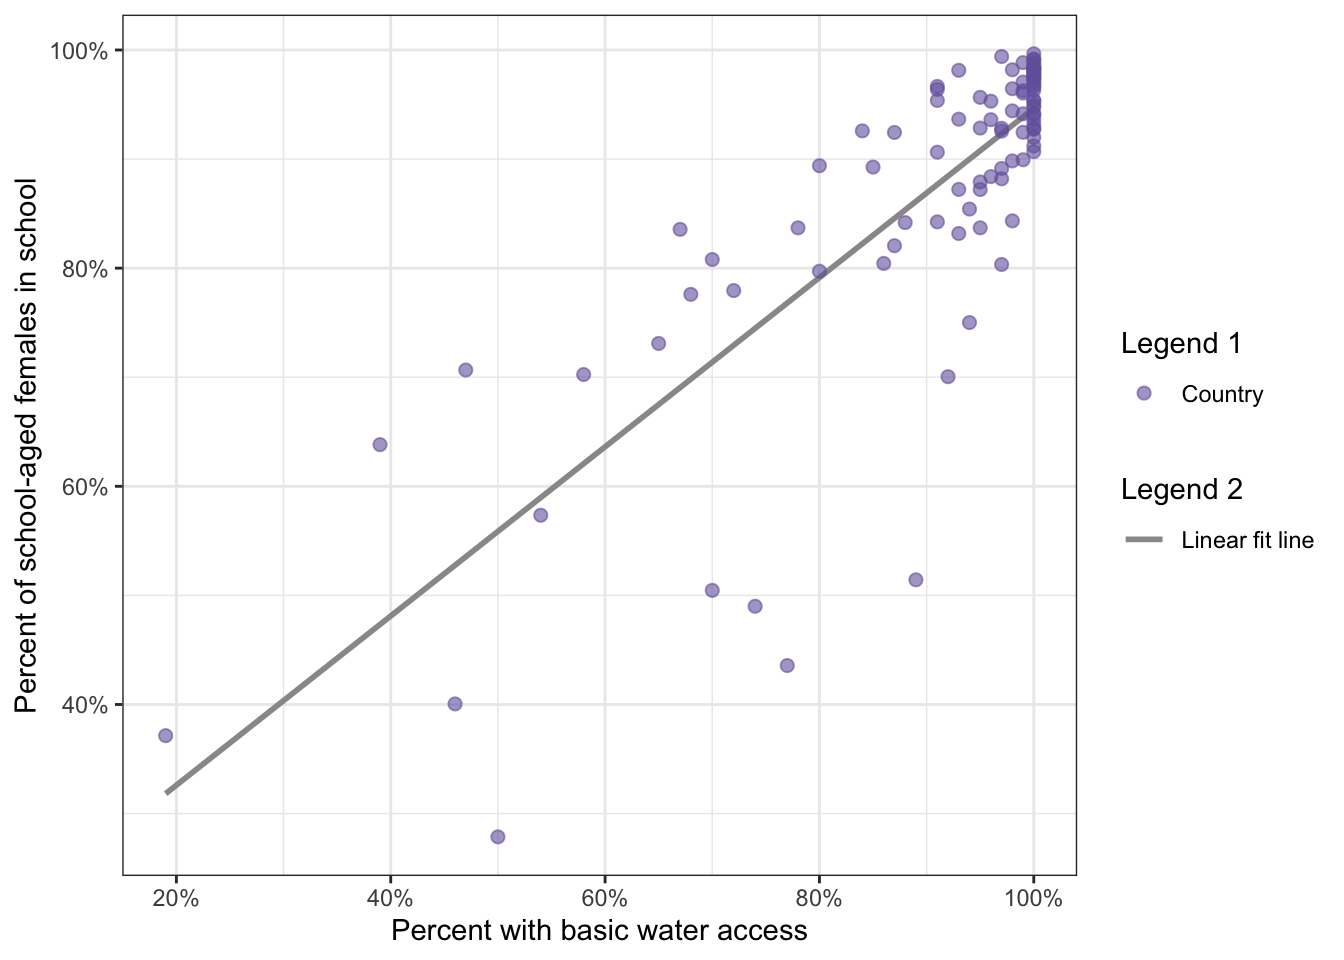 Percent of school-aged females in school
100%
80%
60%
40%
20%
40%
60%
80%
100%
Percent with basic water access
Legend 1
Country
Legend 2
Linear fit line